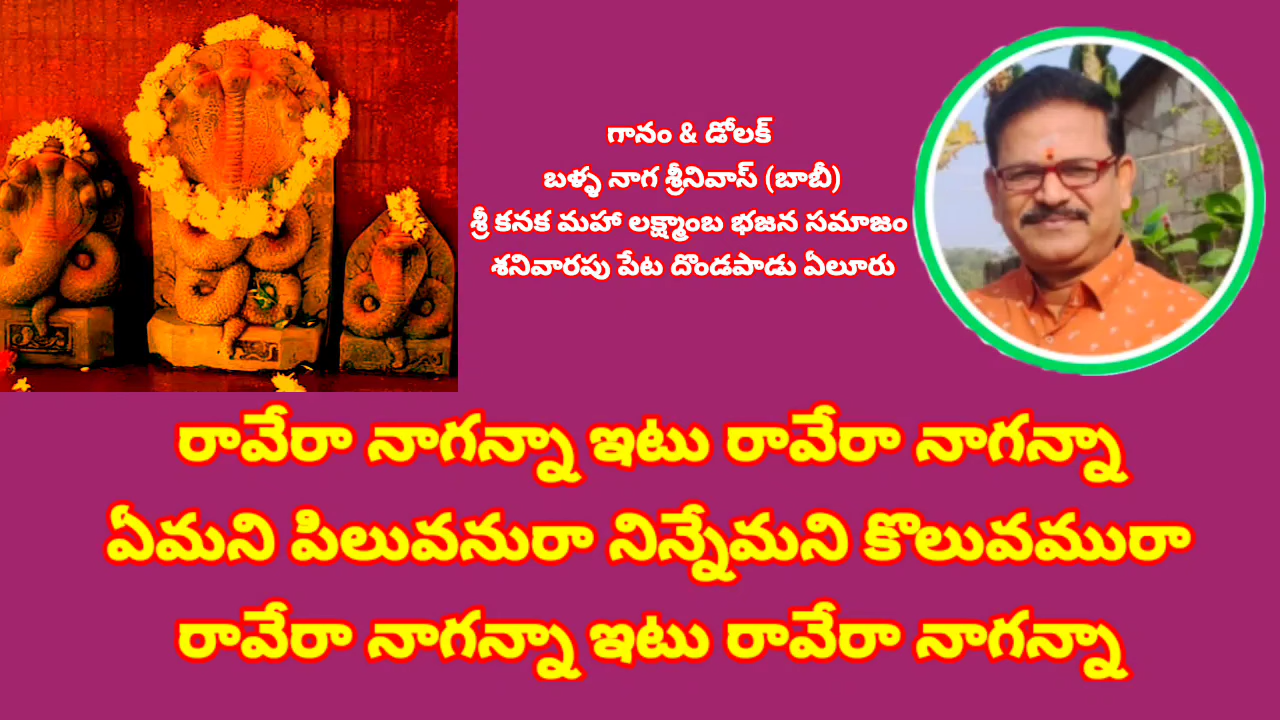 గానం & డోలక్
బళ్ళ నాగ శ్రీనివాస్ (బాబీ)
శ్రీ కనక మహా లక్ష్మాంబ భజన సమాజం
శనివారపు పేట దొండపాడు ఏలూరు
రావేరా నాగన్నా ఇటు రావేరా నాగన్నా
ఏమని పిలువనురా నిన్నేమని కొలువమురా
రావేరా నాగన్నా ఇటు రావేరా నాగన్నా